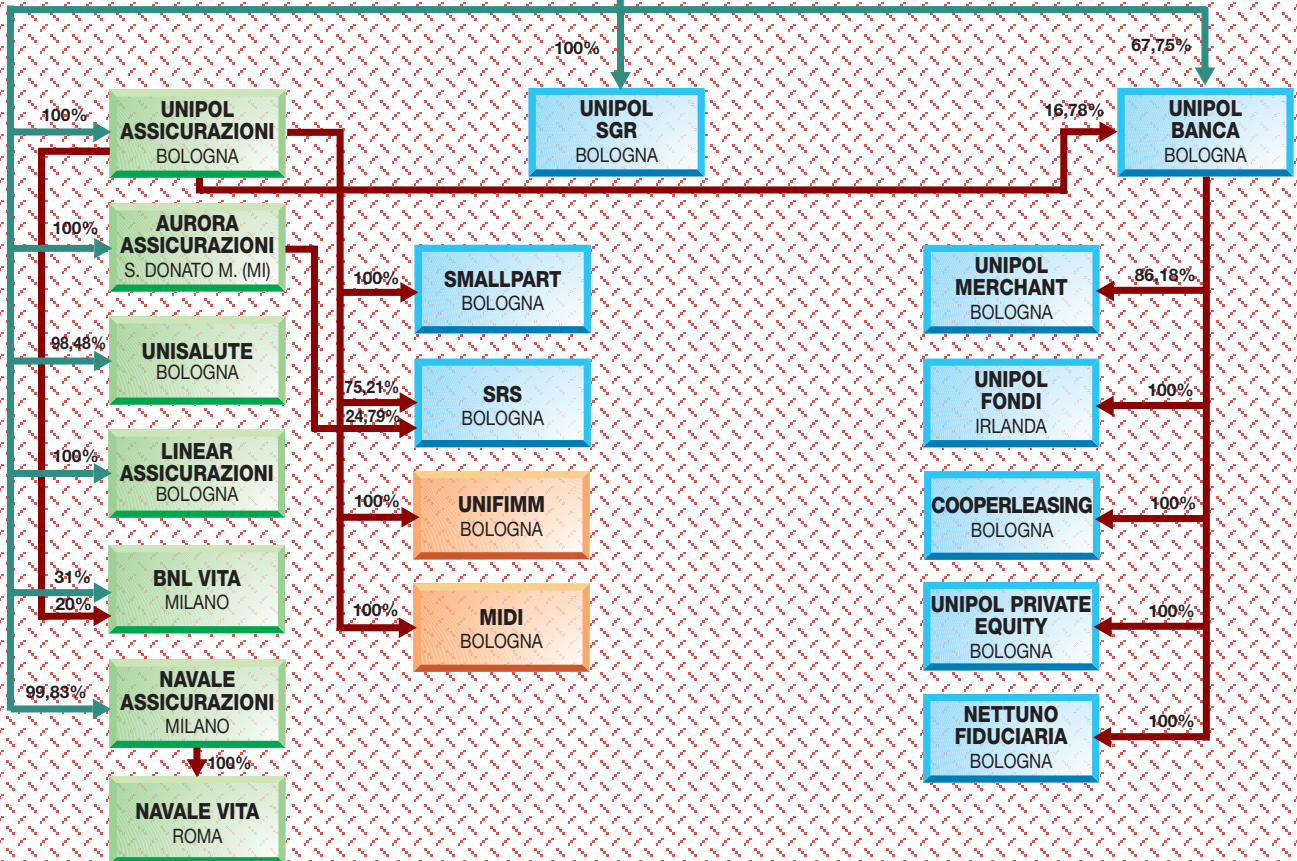 100%
67,75%
100%
UNIPOL
ASSICURAZIONI
BOLOGNA
UNIPOL
SGR
BOLOGNA
16,78%
UNIPOL
BANCA
BOLOGNA
100%
AURORA
ASSICURAZIONI
S. DONATO M. (MI)
100%
SMALLPART
BOLOGNA
UNIPOL
MERCHANT
BOLOGNA
86,18%
98,48%
UNISALUTE
BOLOGNA
75,21%
24,79%
SRS
BOLOGNA
UNIPOL
FONDI
IRLANDA
100%
100%
LINEAR
ASSICURAZIONI
BOLOGNA
100%
UNIFIMM
BOLOGNA
COOPERLEASING
BOLOGNA
100%
31%
20%
BNL VITA
MILANO
100%
MIDI
BOLOGNA
UNIPOL PRIVATE
EQUITY
BOLOGNA
100%
99,83%
NAVALE
ASSICURAZIONI
MILANO
NETTUNO
FIDUCIARIA
BOLOGNA
100%
100%
NAVALE VITA
ROMA